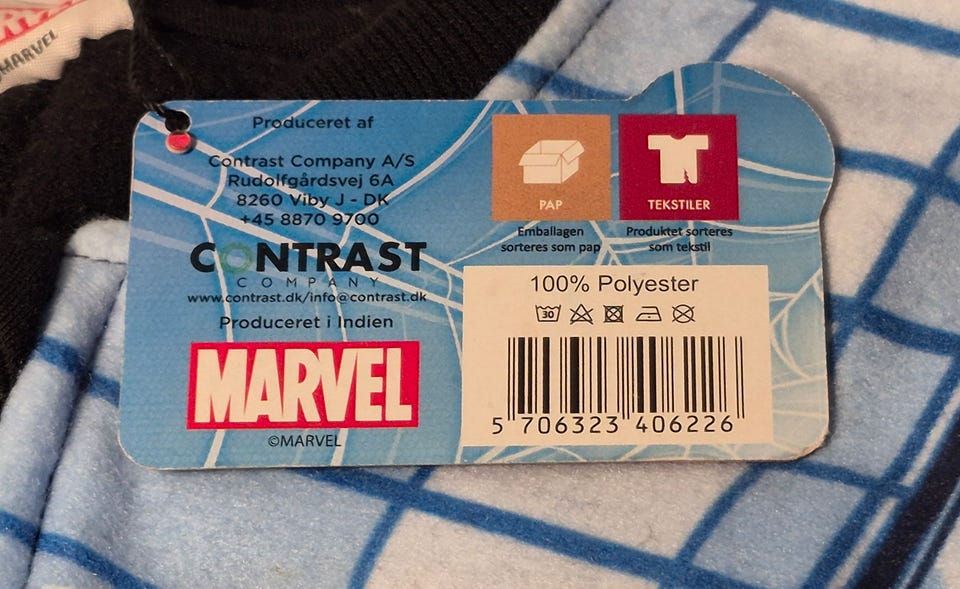 MARVEL
Produceret af
Contrast Company A/S
Rudolfgårdsvej 6A
8260 Viby J - DK
+45 8870 9700
CONTRAST
COMPANY
www.contrast.dk/info@contrast.dk
Produceret i Indien
MARVEL
©MARVEL
PAP
Emballagen
sorteres som pap
TEKSTILER
Produktet sorteres
som tekstil
100% Polyester
30
5 706323 406226